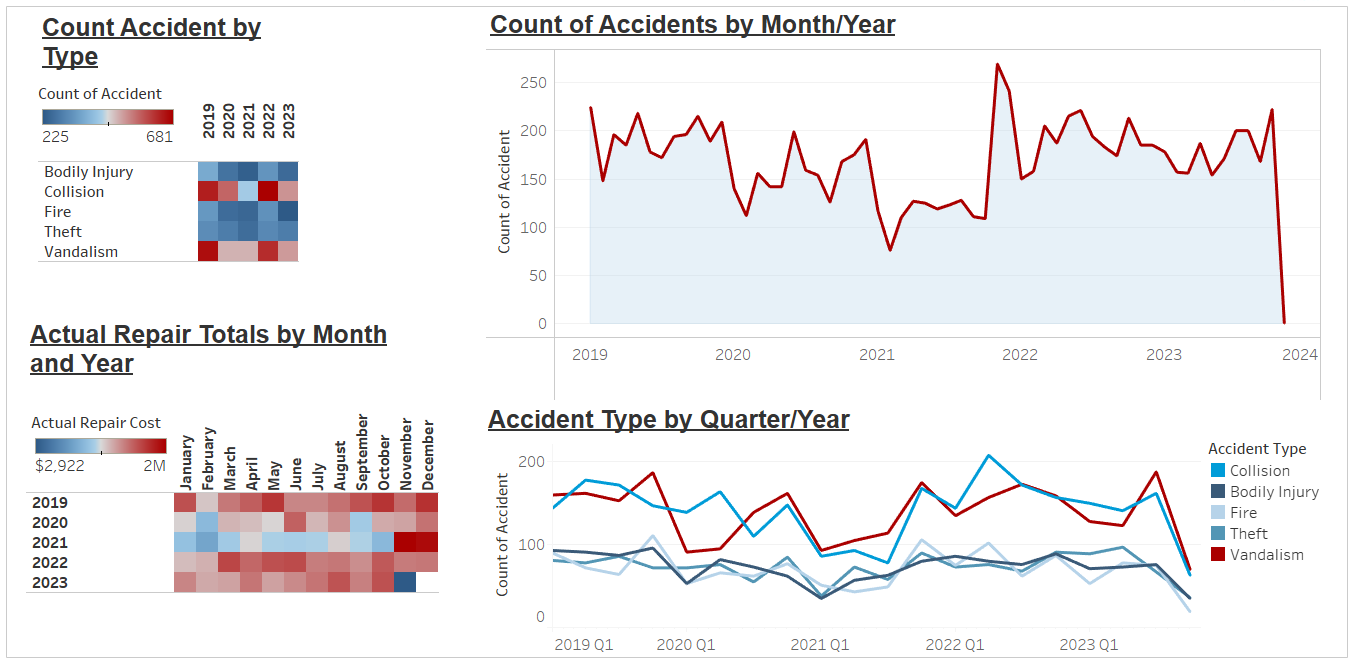 Count Accident by
Type
Count of Accident
225 681
2019 2020 2021 2022 2023
Bodily Injury
Collision
Fire
Theft
Vandalism
Actual Repair Totals by Month
and Year
Actual Repair Cost
$2,922 2M
January February March April May June July August September October November December
2019
2020
2021
2022
2023
Count of Accidents by Month/Year
Count of Accident
250
200
150
100
50
0
2019 2020 2021 2022 2023 2024
Accident Type by Quarter/Year
Count of Accident
200
100
0
2019 Q1 2020 Q1 2021 Q1 2022 Q1 2023 Q1
Accident Type
Collision
Bodily Injury
Fire
Theft
Vandalism